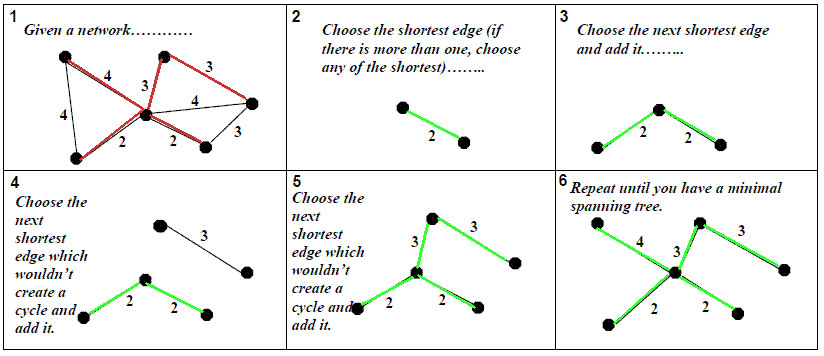 1
Given a network…………
4
3
3
4
4
2
2
3
2
Choose the shortest edge (if
there is more than one, choose
any of the shortest)……..
2
3
Choose the next shortest edge
and add it……...
2
2
4
Choose the
next
shortest
edge which
wouldn’t
create a
cycle and
add it.
3
2
2
5
Choose the
next
shortest
edge which
wouldn’t
create a
cycle and
add it.
3
3
2
2
6
Repeat until you have a minimal
spanning tree.
4
3
3
2
2